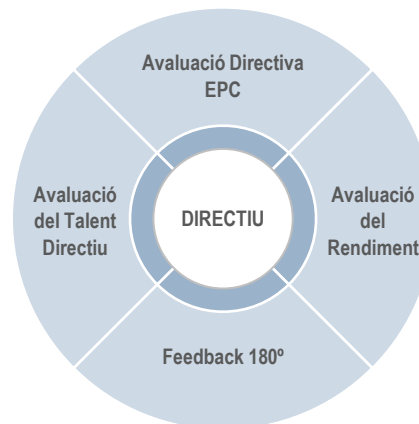 Avaluació Directiva
EPC
Avaluació
del Talent
Directiu
DIRECTIU
Avaluació
del
Rendiment
Feedback 180º